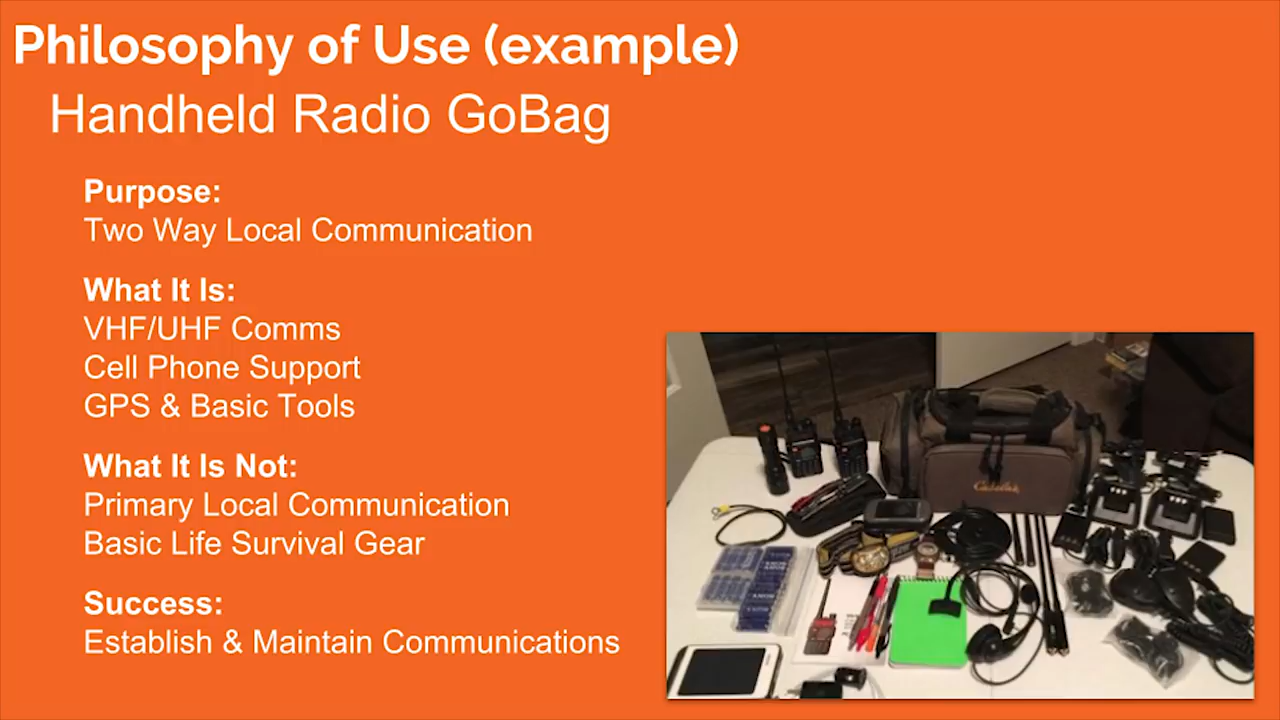 Philosophy of Use (example)
Handheld Radio GoBag
Purpose:
Two Way Local Communication
What It Is:
VHF/UHF Comms
Cell Phone Support
GPS & Basic Tools
What It Is Not:
Primary Local Communication
Basic Life Survival Gear
Success:
Establish & Maintain Communications
Cabela's